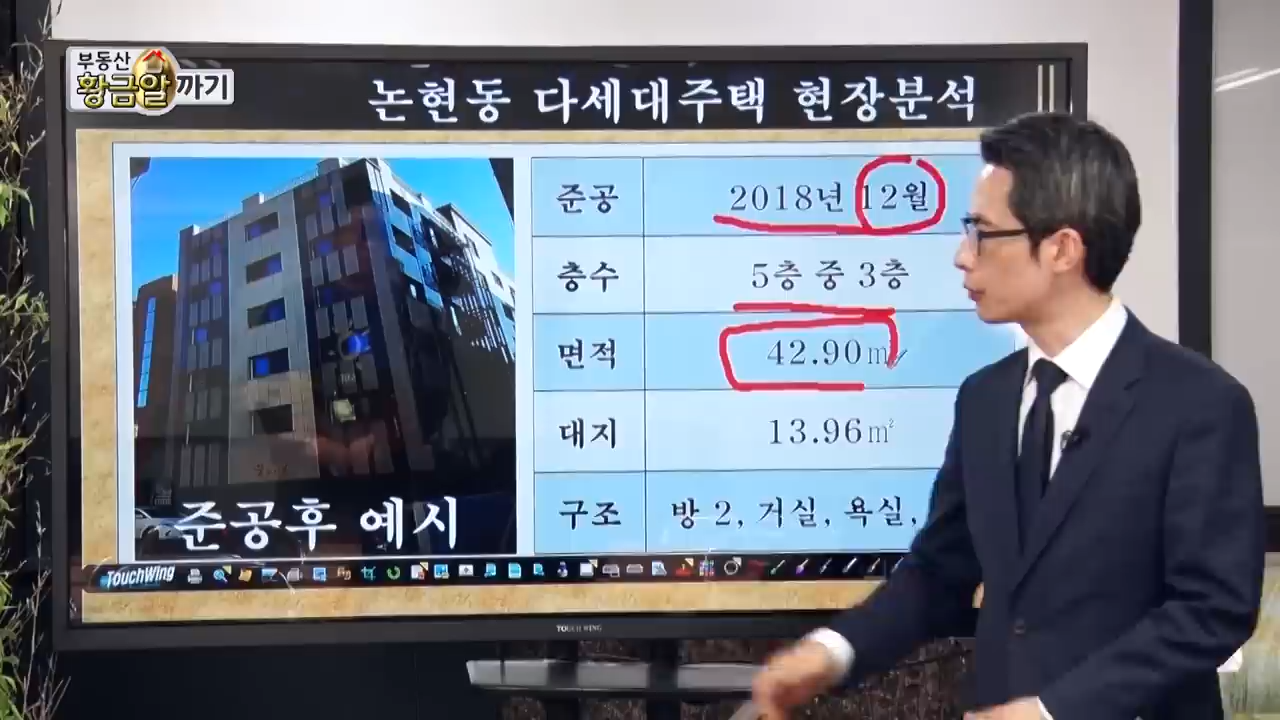 부동산
황금알까기
논현동 다세대주택 현장분석
준공 2018년 12월
층수 5층 중 3층
면적 42.90㎡
대지 13.96㎡
구조 방 2, 거실, 욕실,
준공후 예시
TouchWing
TOUCH WING